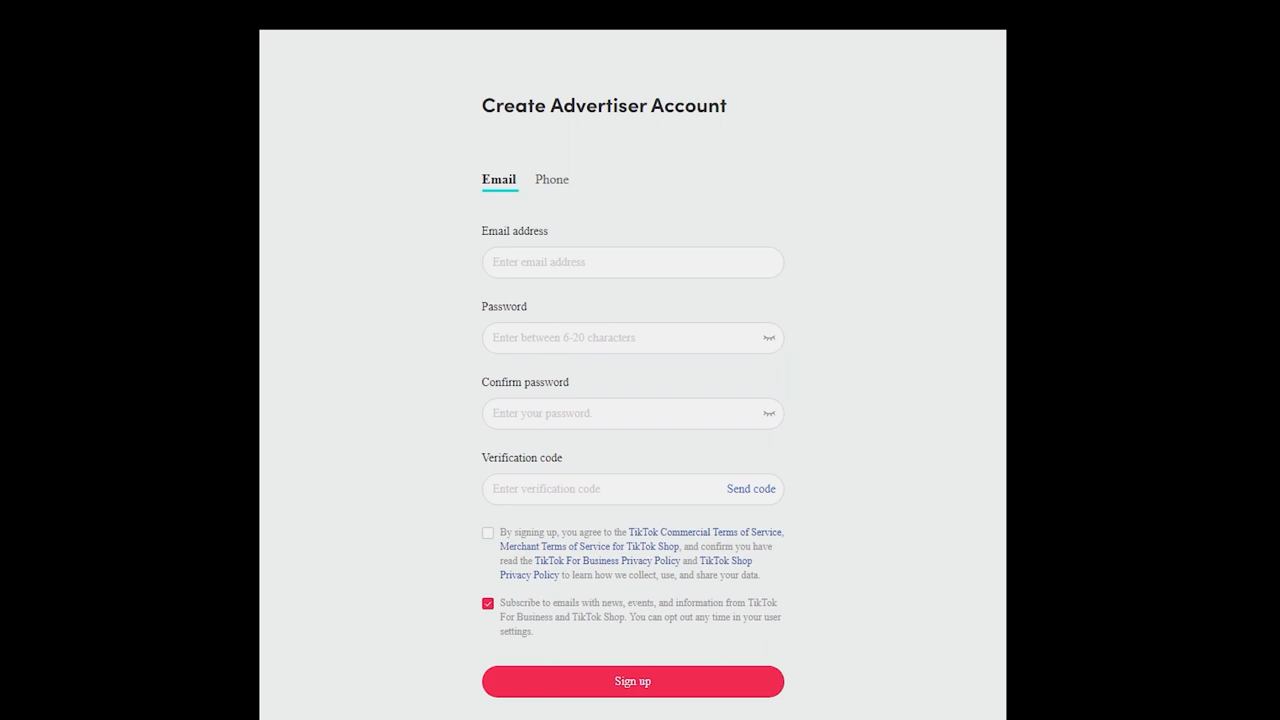 Create Advertiser Account
Email Phone
Email address
Enter email address
Password
Enter between 6-20 characters
Confirm password
Enter your password.
Verification code
Enter verification code Send code
By signing up, you agree to the TikTok Commercial Terms of Service,
Merchant Terms of Service for TikTok Shop, and confirm you have
read the TikTok For Business Privacy Policy and TikTok Shop
Privacy Policy to learn how we collect, use, and share your data.
Subscribe to emails with news, events, and information from TikTok
For Business and TikTok Shop. You can opt out any time in your user
settings.
Sign up